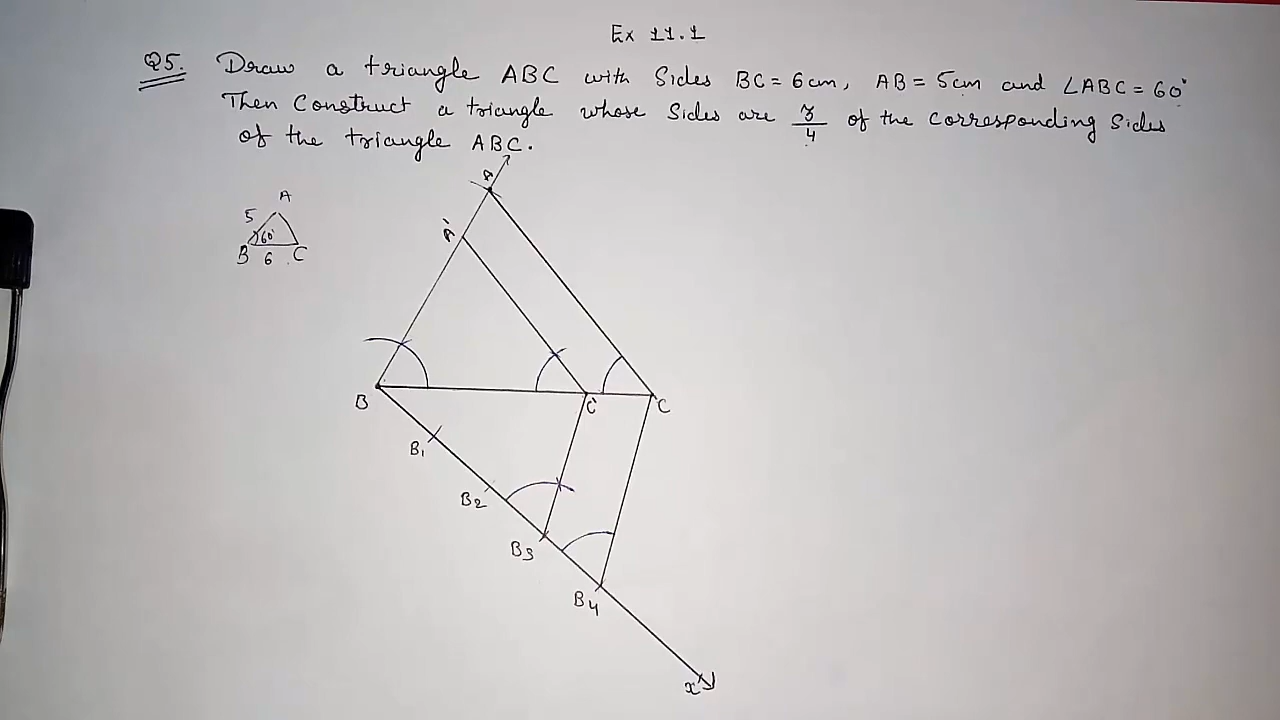 Ex 11.1
Q5. Draw a triangle ABC with Sides BC = 6cm, AB = 5cm and ∠ABC = 60°
Then Construct a triangle whose Sides are 3/4 of the corresponding Sides
of the triangle ABC.
A
A'
A
5
60°
B 6 C
B
C'
C
B1
B2
B3
B4
x